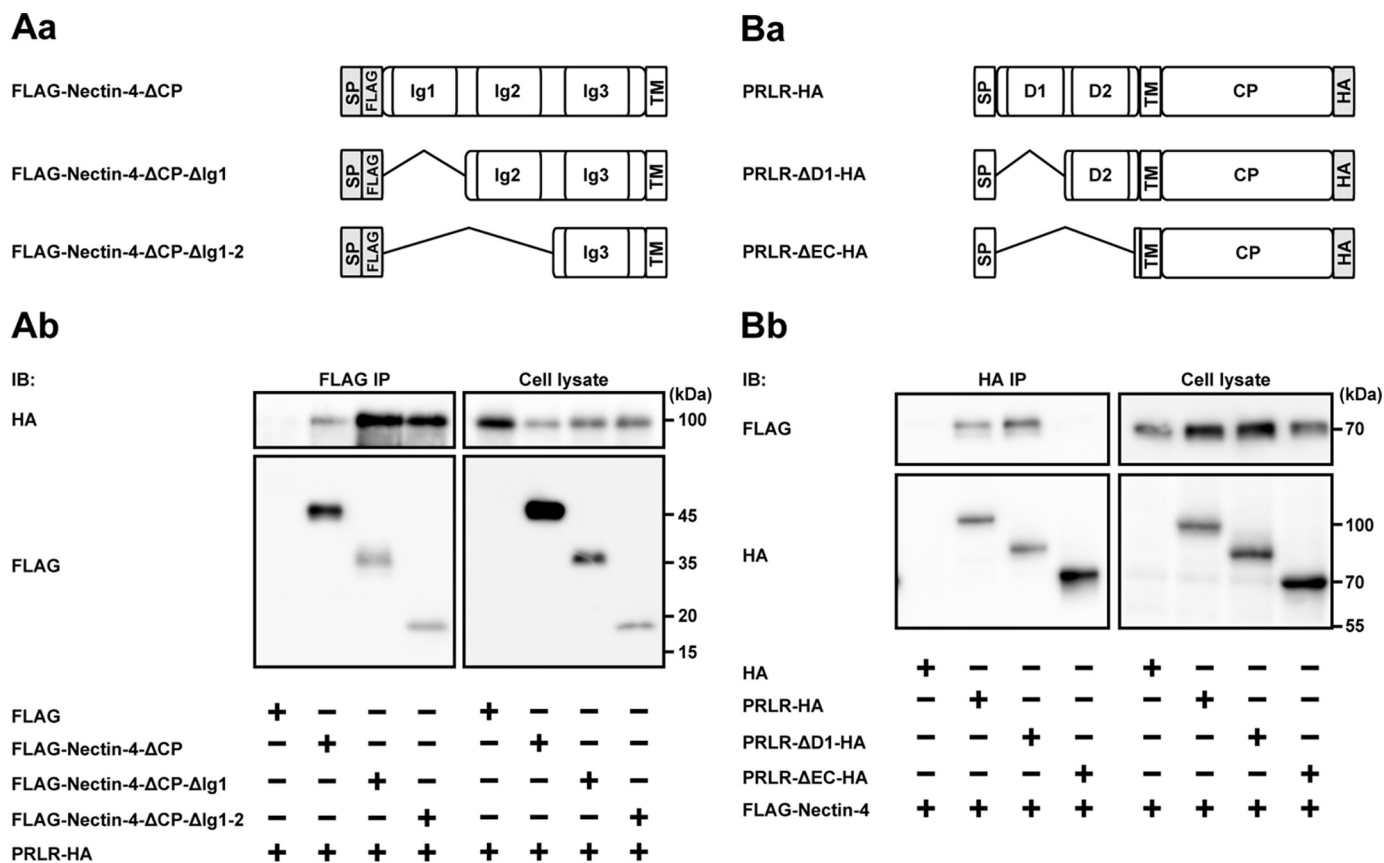 Aa
FLAG-Nectin-4-ΔCP
SP FLAG Ig1 Ig2 Ig3 TM
FLAG-Nectin-4-ΔCP-ΔIg1
SP FLAG Ig2 Ig3 TM
FLAG-Nectin-4-ΔCP-ΔIg1-2
SP FLAG Ig3 TM
Ba
PRLR-HA
SP D1 D2 TM CP HA
PRLR-ΔD1-HA
SP D2 TM CP HA
PRLR-ΔEC-HA
SP TM CP HA
Ab
IB: FLAG IP Cell lysate
(kDa)
HA 100
45
FLAG 35
20
15
FLAG + − − − + − − −
FLAG-Nectin-4-ΔCP − + − − − + − −
FLAG-Nectin-4-ΔCP-ΔIg1 − − + − − − + −
FLAG-Nectin-4-ΔCP-ΔIg1-2 − − − + − − − +
PRLR-HA + + + + + + + +
Bb
IB: HA IP Cell lysate
(kDa)
FLAG 70
100
HA
70
55
HA + − − − + − − −
PRLR-HA − + − − − + − −
PRLR-ΔD1-HA − − + − − − + −
PRLR-ΔEC-HA − − − + − − − +
FLAG-Nectin-4 + + + + + + + +